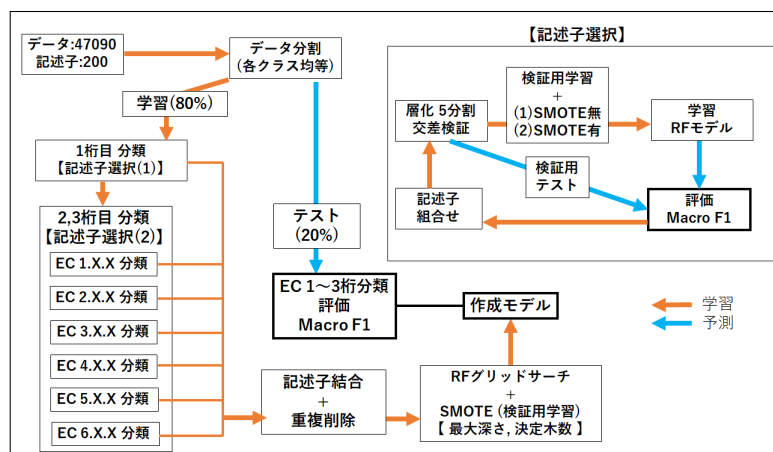 データ:47090
記述子:200
データ分割
(各クラス均等)
学習(80%)
1桁目 分類
【記述子選択(1)】
2,3桁目 分類
【記述子選択(2)】
EC 1.X.X 分類
EC 2.X.X 分類
EC 3.X.X 分類
EC 4.X.X 分類
EC 5.X.X 分類
EC 6.X.X 分類
テスト
(20%)
EC 1～3桁分類
評価
Macro F1
作成モデル
記述子結合
+
重複削除
RFグリッドサーチ
+
SMOTE (検証用学習)
【 最大深さ, 決定木数 】
【記述子選択】
層化 5分割
交差検証
検証用学習
+
(1)SMOTE無
(2)SMOTE有
学習
RFモデル
検証用
テスト
記述子
組合せ
評価
Macro F1
学習
予測